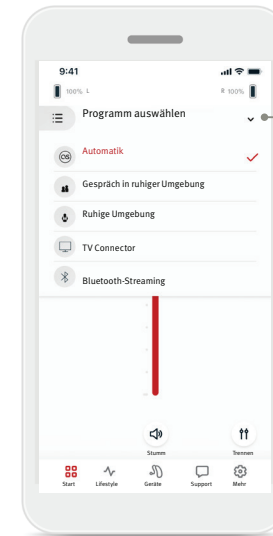 9:41
100% L
R 100%
Programm auswählen
Automatik
Gespräch in ruhiger Umgebung
Ruhige Umgebung
TV Connector
Bluetooth-Streaming
Stumm
Trennen
Start
Lifestyle
Geräte
Support
Mehr